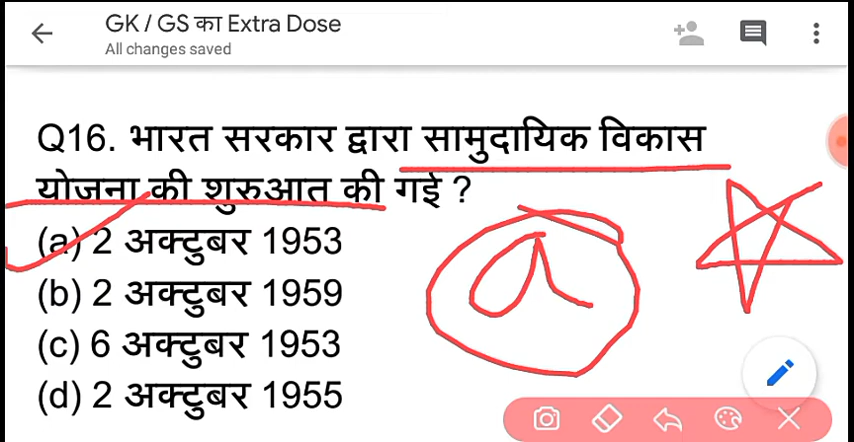 GK / GS का Extra Dose
All changes saved
Q16. भारत सरकार द्वारा सामुदायिक विकास
योजना की शुरुआत की गई ?
(a) 2 अक्टुबर 1953
(b) 2 अक्टुबर 1959
(c) 6 अक्टुबर 1953
(d) 2 अक्टुबर 1955
a